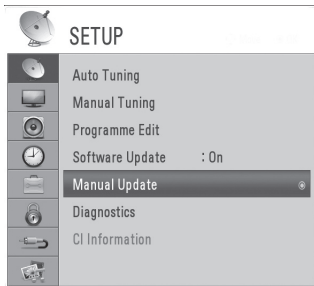 SETUP
Auto Tuning
Manual Tuning
Programme Edit
Software Update : On
Manual Update
Diagnostics
CI Information